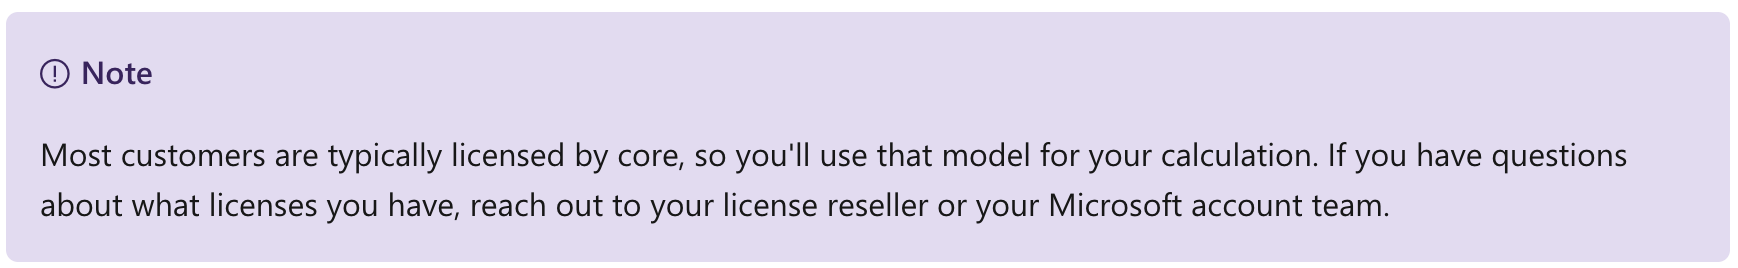 Note
Most customers are typically licensed by core, so you'll use that model for your calculation. If you have questions
about what licenses you have, reach out to your license reseller or your Microsoft account team.